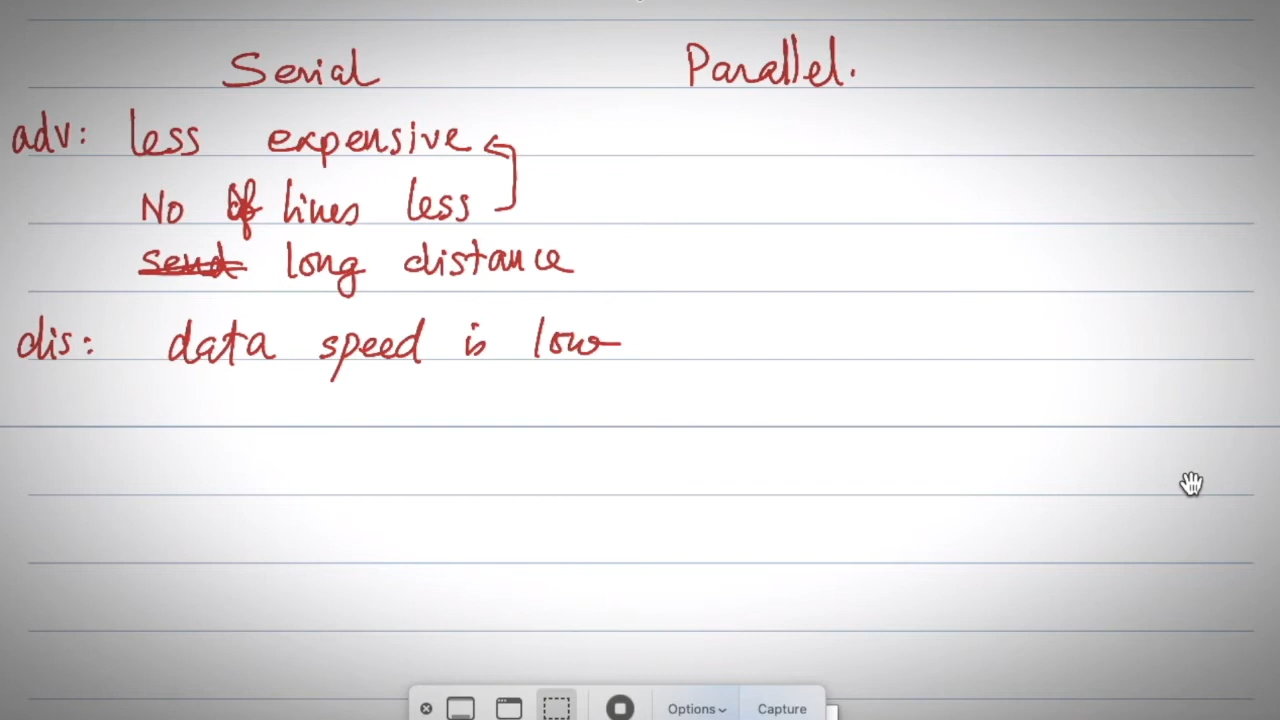 Serial Parallel.
adv: less expensive
No of lines less
send long distance
dis: data speed is low
Options Capture